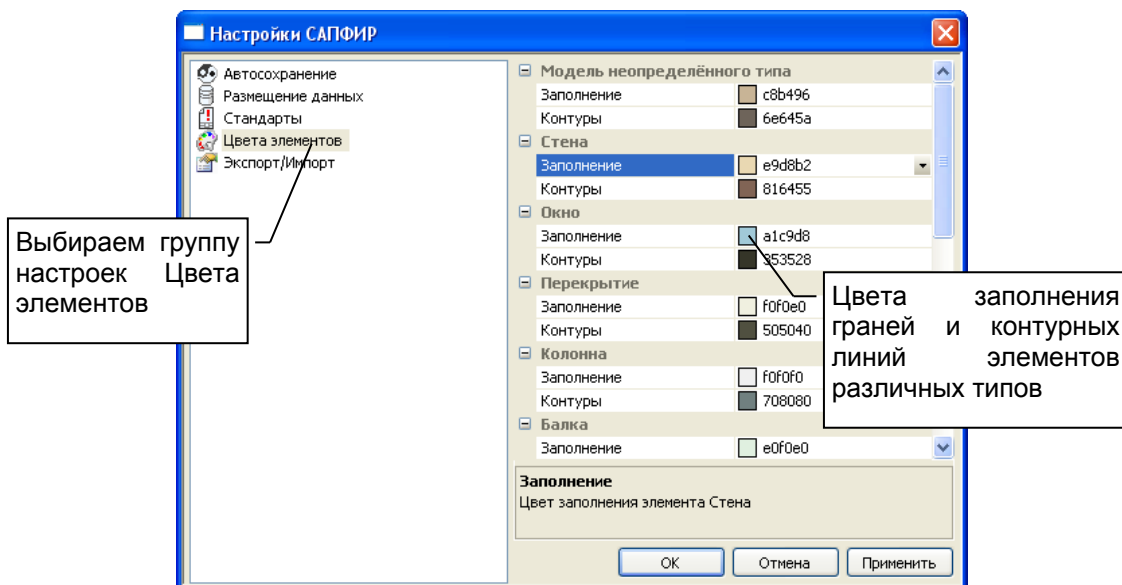 Настройки САПФИР
Автосохранение
Размещение данных
Стандарты
Цвета элементов
Экспорт/Импорт
Выбираем группу
настроек Цвета
элементов
Модель неопределённого типа
Заполнение c8b496
Контуры 6e645a
Стена
Заполнение e9d8b2
Контуры 816455
Окно
Заполнение a1c9d8
Контуры 353528
Перекрытие
Заполнение f0f0e0
Контуры 505040
Колонна
Заполнение f0f0f0
Контуры 708080
Балка
Заполнение e0f0e0
Цвета заполнения
граней и контурных
линий элементов
различных типов
Заполнение
Цвет заполнения элемента Стена
ОК Отмена Применить